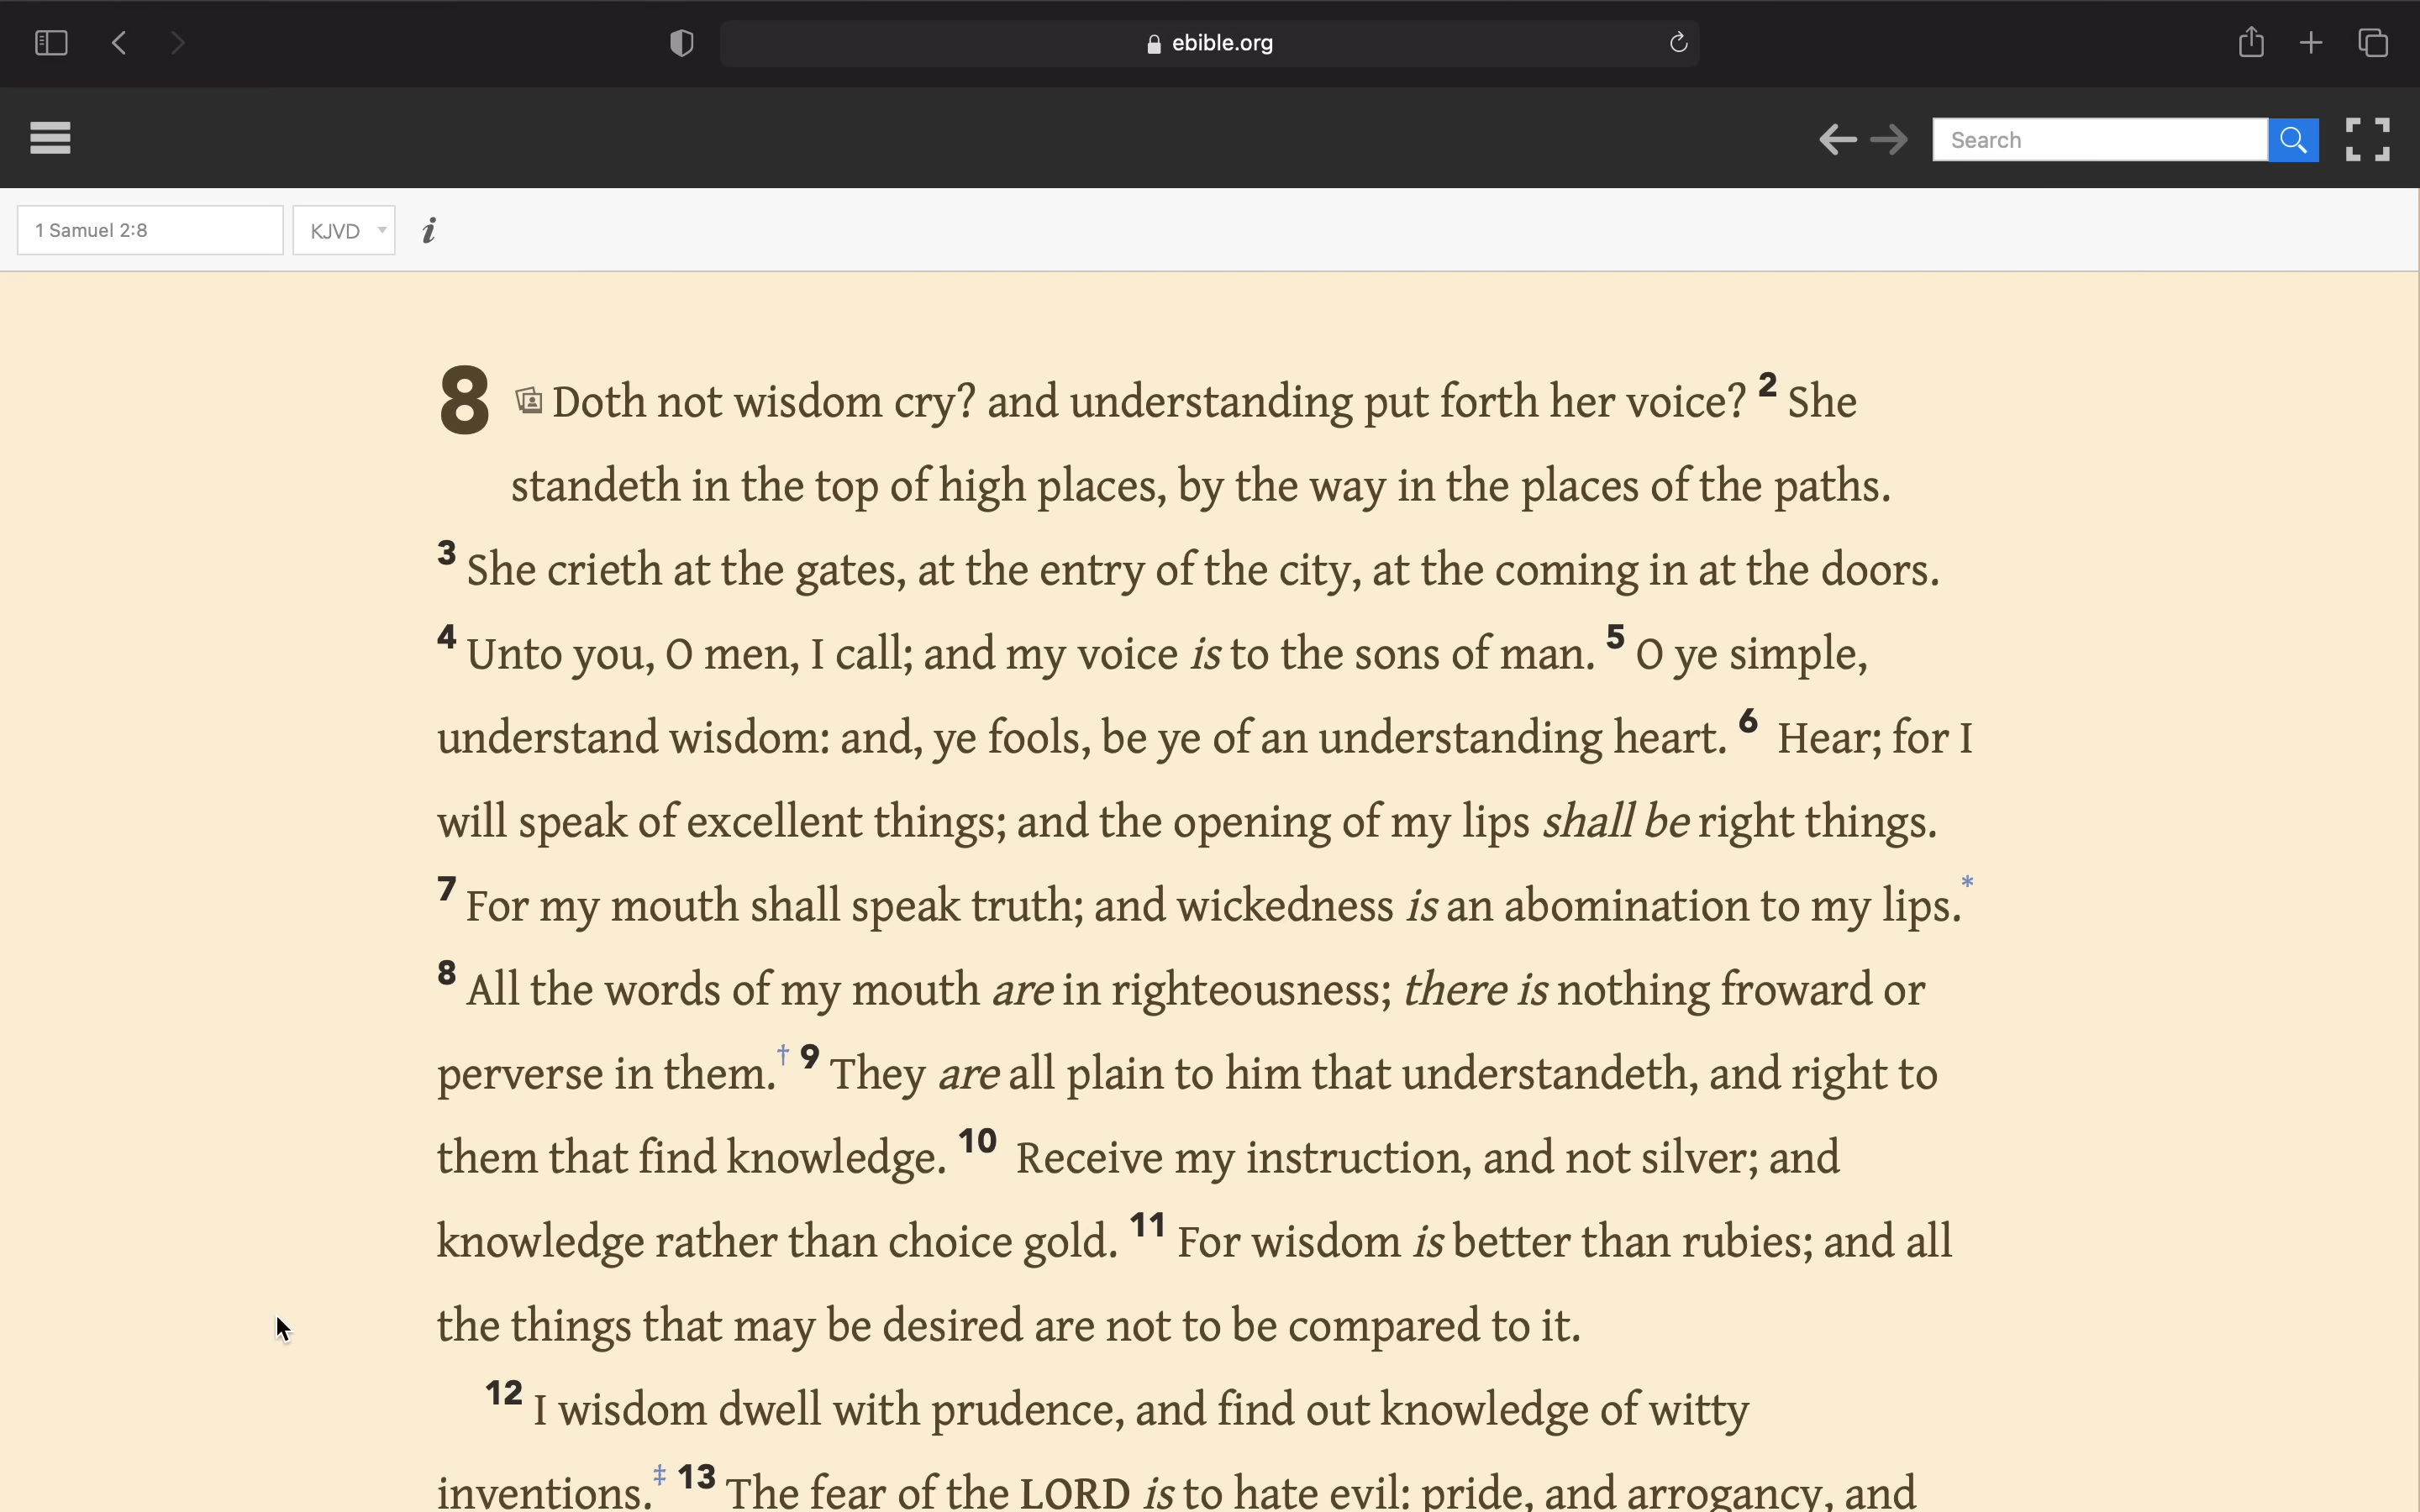 ebible.org
Search
1 Samuel 2:8 KJVD i
8 Doth not wisdom cry? and understanding put forth her voice? 2 She
standeth in the top of high places, by the way in the places of the paths.
3 She crieth at the gates, at the entry of the city, at the coming in at the doors.
4 Unto you, O men, I call; and my voice is to the sons of man. 5 O ye simple,
understand wisdom: and, ye fools, be ye of an understanding heart. 6 Hear; for I
will speak of excellent things; and the opening of my lips shall be right things.
7 For my mouth shall speak truth; and wickedness is an abomination to my lips.*
8 All the words of my mouth are in righteousness; there is nothing froward or
perverse in them.† 9 They are all plain to him that understandeth, and right to
them that find knowledge. 10 Receive my instruction, and not silver; and
knowledge rather than choice gold. 11 For wisdom is better than rubies; and all
the things that may be desired are not to be compared to it.
12 I wisdom dwell with prudence, and find out knowledge of witty
inventions.‡ 13 The fear of the LORD is to hate evil: pride, and arrogancy, and